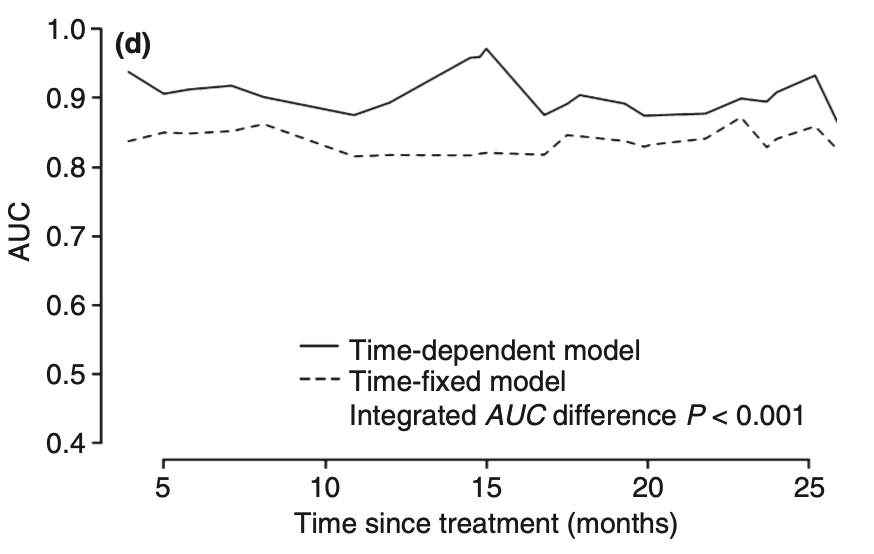 (d)
1.0
0.9
0.8
0.7
0.6
0.5
0.4
AUC
Time-dependent model
Time-fixed model
Integrated AUC difference P < 0.001
5 10 15 20 25
Time since treatment (months)